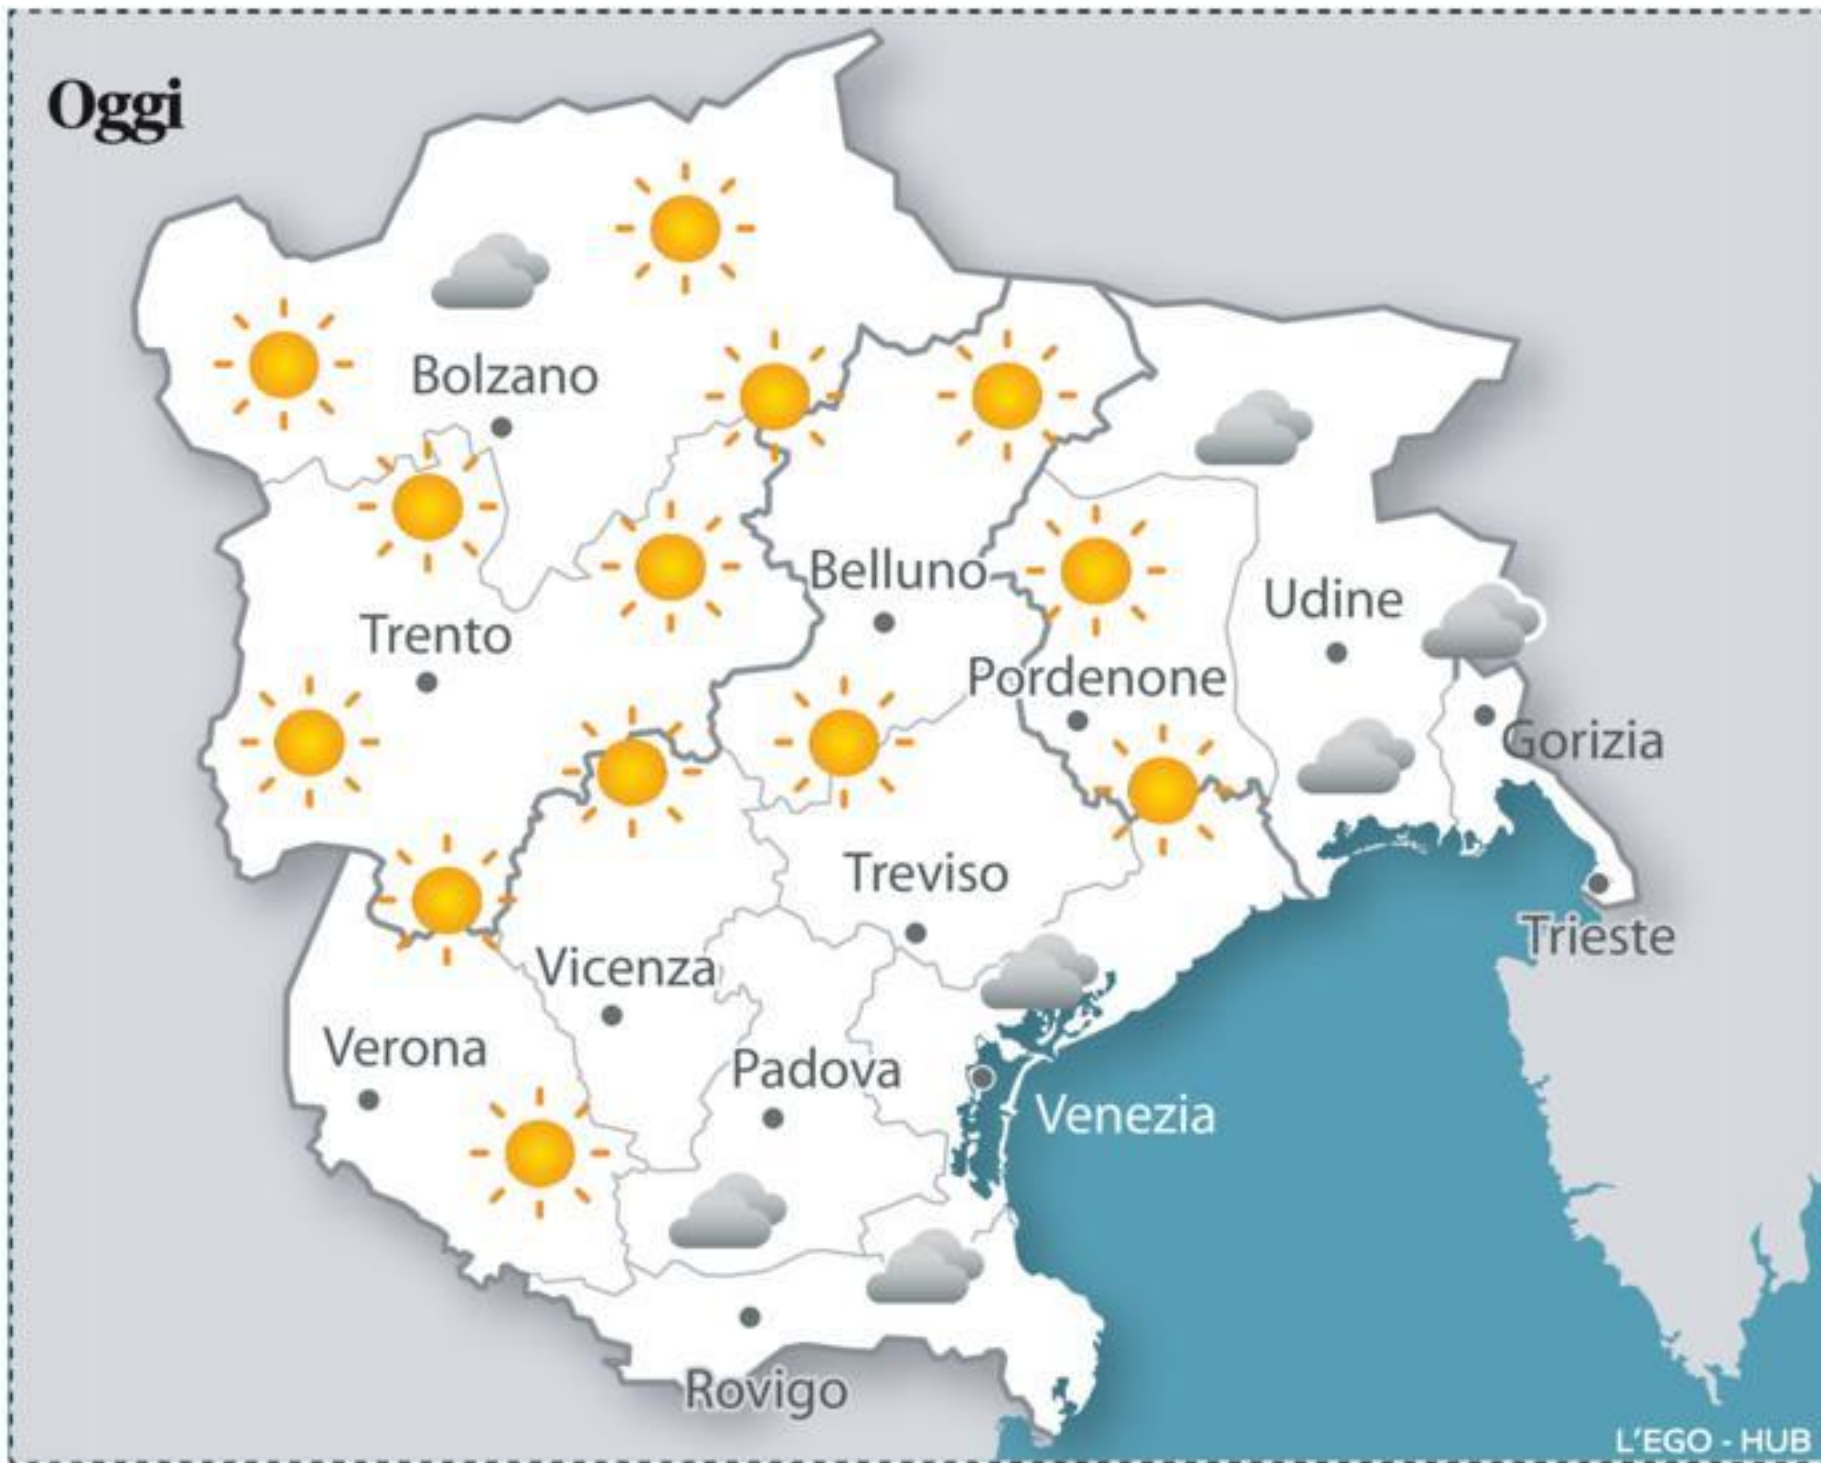 Oggi
Bolzano
Belluno
Udine
Trento
Pordenone
Gorizia
Treviso
Trieste
Vicenza
Verona
Padova
Venezia
Rovigo
L'EGO - HUB